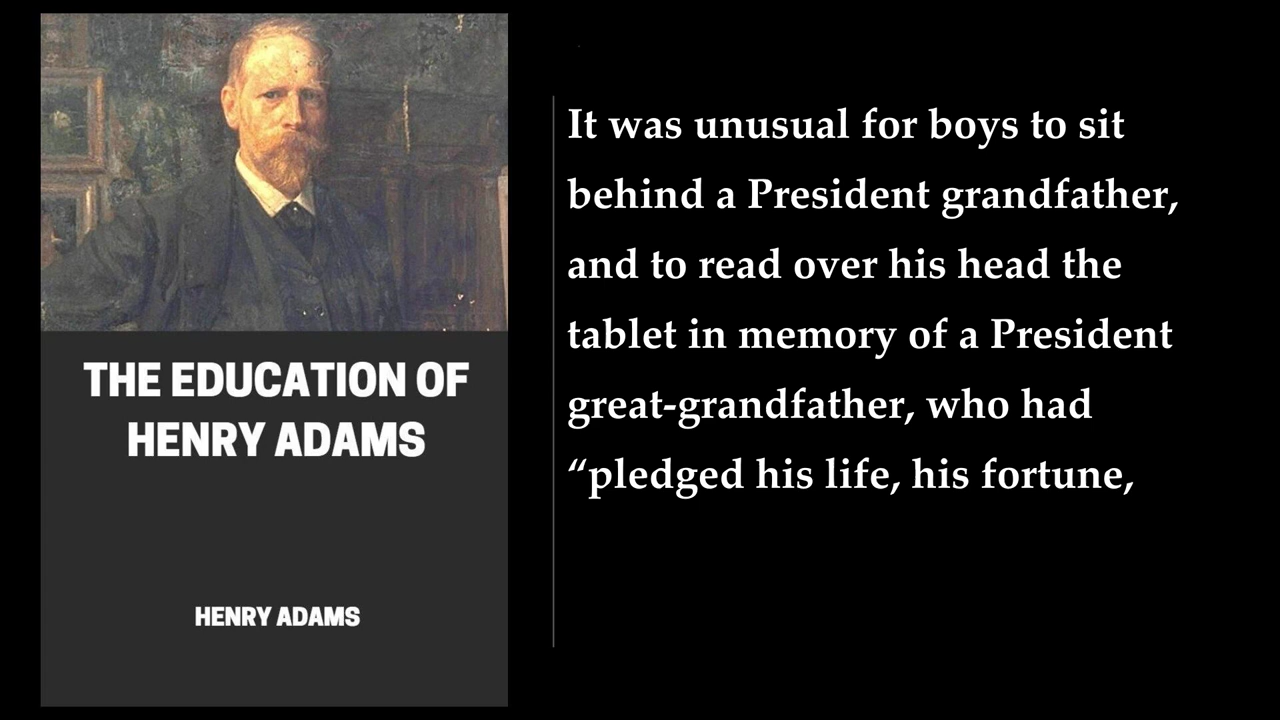 THE EDUCATION OF
HENRY ADAMS
HENRY ADAMS
It was unusual for boys to sit
behind a President grandfather,
and to read over his head the
tablet in memory of a President
great-grandfather, who had
“pledged his life, his fortune,